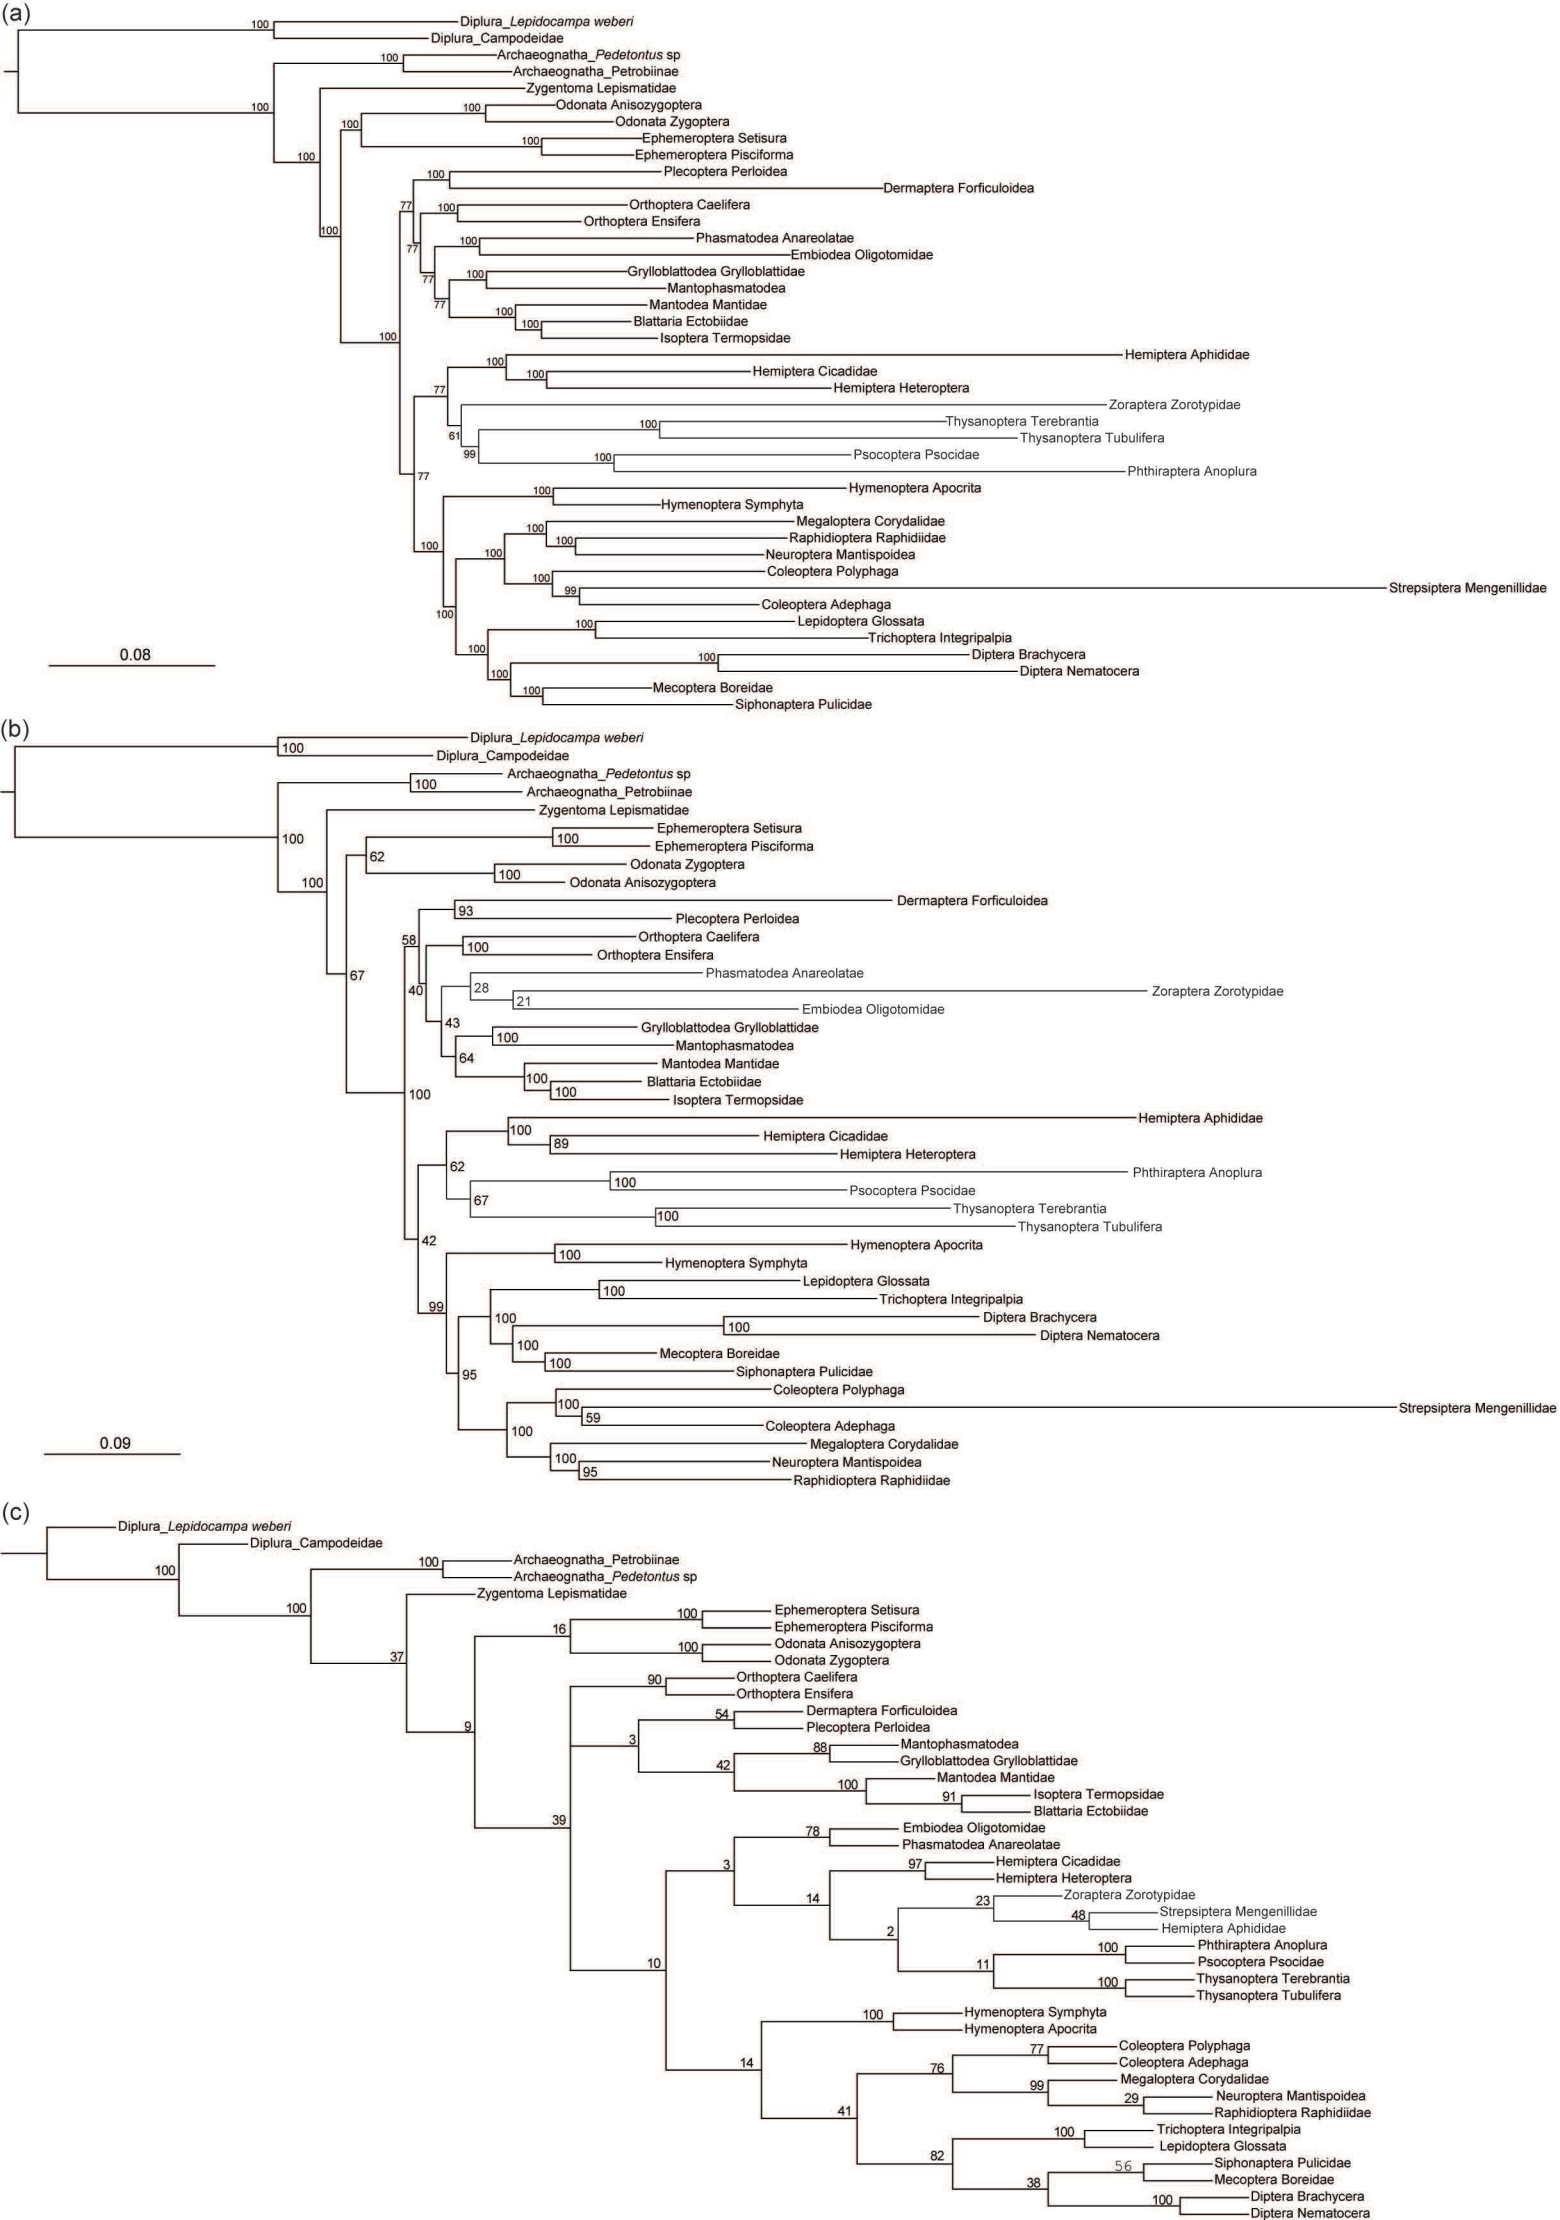 (a)
100 Diplura_Lepidocampa weberi
Diplura_Campodeidae
100 Archaeognatha_Pedetontus sp
Archaeognatha_Petrobiinae
Zygentoma Lepismatidae
100 100 Odonata Anisozygoptera
Odonata Zygoptera
100
100 Ephemeroptera Setisura
Ephemeroptera Pisciforma
100
100 Plecoptera Perloidea
Dermaptera Forficuloidea
77 100 Orthoptera Caelifera
Orthoptera Ensifera
100
100 Phasmatodea Anareolatae
77
Embiodea Oligotomidae
100 Grylloblattodea Grylloblattidae
77
Mantophasmatodea
77
100 Mantodea Mantidae
100 Blattaria Ectobiidae
100
Isoptera Termopsidae
100 Hemiptera Aphididae
100 Hemiptera Cicadidae
77
Hemiptera Heteroptera
Zoraptera Zorotypidae
100 Thysanoptera Terebrantia
61
Thysanoptera Tubulifera
99 100 Psocoptera Psocidae
Phthiraptera Anoplura
77
100 Hymenoptera Apocrita
Hymenoptera Symphyta
100 Megaloptera Corydalidae
100 100 Raphidioptera Raphidiidae
100
Neuroptera Mantispoidea
100 Coleoptera Polyphaga
99 Strepsiptera Mengenillidae
Coleoptera Adephaga
100
100 Lepidoptera Glossata
Trichoptera Integripalpia
100
0.08
100 Diptera Brachycera
Diptera Nematocera
100
100 Mecoptera Boreidae
Siphonaptera Pulicidae
(b)
Diplura_Lepidocampa weberi
100
Diplura_Campodeidae
Archaeognatha_Pedetontus sp
100
Archaeognatha_Petrobiinae
Zygentoma Lepismatidae
Ephemeroptera Setisura
100 100
Ephemeroptera Pisciforma
62
Odonata Zygoptera
100
100 Odonata Anisozygoptera
Dermaptera Forficuloidea
93
Plecoptera Perloidea
58 Orthoptera Caelifera
100
Orthoptera Ensifera
67 Phasmatodea Anareolatae
40 28 Zoraptera Zorotypidae
21
Embiodea Oligotomidae
43 Grylloblattodea Grylloblattidae
100
Mantophasmatodea
64
Mantodea Mantidae
100 Blattaria Ectobiidae
100 100
Isoptera Termopsidae
Hemiptera Aphididae
100
Hemiptera Cicadidae
89
Hemiptera Heteroptera
62
Phthiraptera Anoplura
100
Psocoptera Psocidae
67
Thysanoptera Terebrantia
100
Thysanoptera Tubulifera
42
Hymenoptera Apocrita
100
Hymenoptera Symphyta
Lepidoptera Glossata
100
99 Trichoptera Integripalpia
100 Diptera Brachycera
100
Diptera Nematocera
100
Mecoptera Boreidae
100
95 Siphonaptera Pulicidae
Coleoptera Polyphaga
100 Strepsiptera Mengenillidae
59
Coleoptera Adephaga
100
0.09 Megaloptera Corydalidae
100 Neuroptera Mantispoidea
95
Raphidioptera Raphidiidae
(c)
Diplura_Lepidocampa weberi
Diplura_Campodeidae
100 100 Archaeognatha_Petrobiinae
Archaeognatha_Pedetontus sp
Zygentoma Lepismatidae
100
100 Ephemeroptera Setisura
16 Ephemeroptera Pisciforma
100 Odonata Anisozygoptera
37
Odonata Zygoptera
90 Orthoptera Caelifera
Orthoptera Ensifera
54 Dermaptera Forficuloidea
9 Plecoptera Perloidea
3 88 Mantophasmatodea
42 Grylloblattodea Grylloblattidae
100 Mantodea Mantidae
91 Isoptera Termopsidae
Blattaria Ectobiidae
39
78 Embiodea Oligotomidae
Phasmatodea Anareolatae
3 97 Hemiptera Cicadidae
Hemiptera Heteroptera
14
23 Zoraptera Zorotypidae
48 Strepsiptera Mengenillidae
Hemiptera Aphididae
2
100 Phthiraptera Anoplura
10 11 Psocoptera Psocidae
100 Thysanoptera Terebrantia
Thysanoptera Tubulifera
100 Hymenoptera Symphyta
Hymenoptera Apocrita
77 Coleoptera Polyphaga
14 76 Coleoptera Adephaga
99 Megaloptera Corydalidae
29 Neuroptera Mantispoidea
41 Raphidioptera Raphidiidae
100 Trichoptera Integripalpia
Lepidoptera Glossata
82
56 Siphonaptera Pulicidae
38 Mecoptera Boreidae
100 Diptera Brachycera
Diptera Nematocera